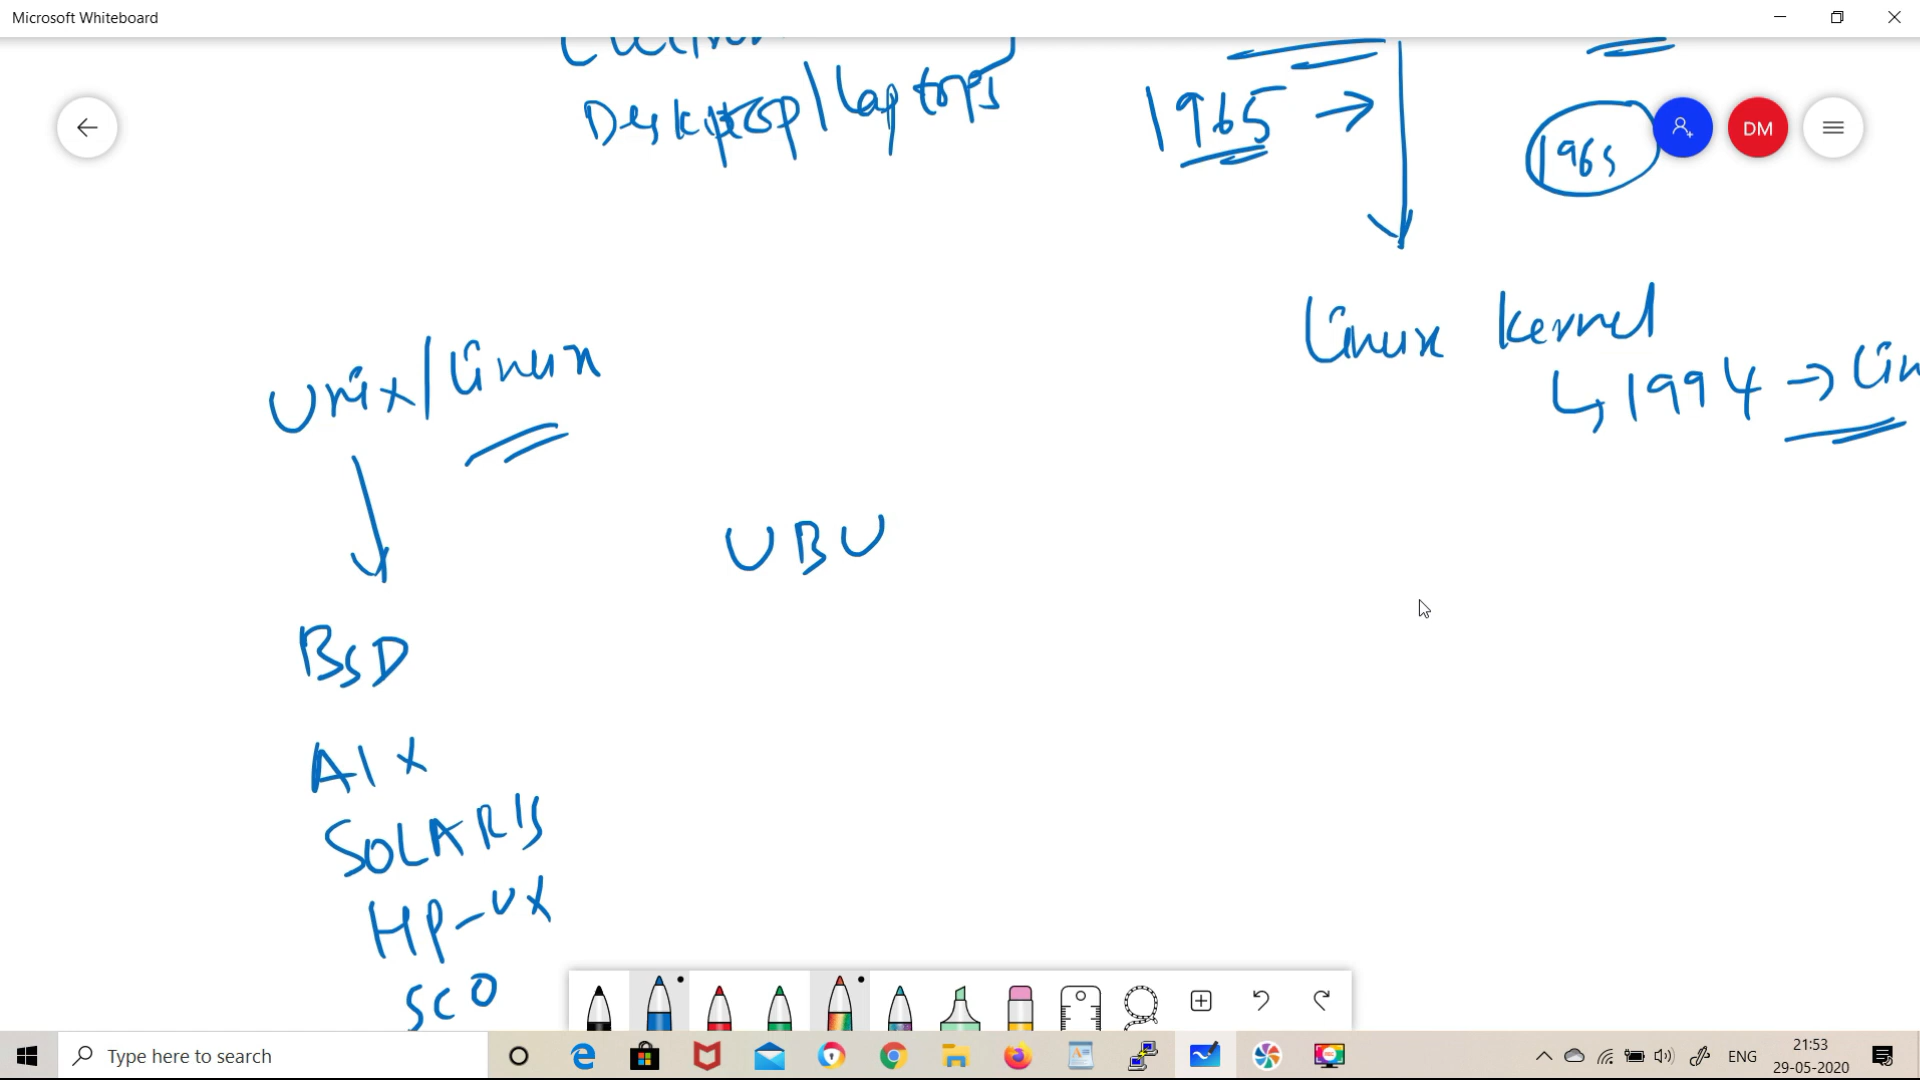 Microsoft Whiteboard
Desktop/Laptops
1965 →
1965
DM
Linux kernel
↳ 1994 → Lin
Unix/Linux
UBU
BSD
AIX
SOLARIS
HP-UX
SCO
Type here to search
ENG
21:53
29-05-2020